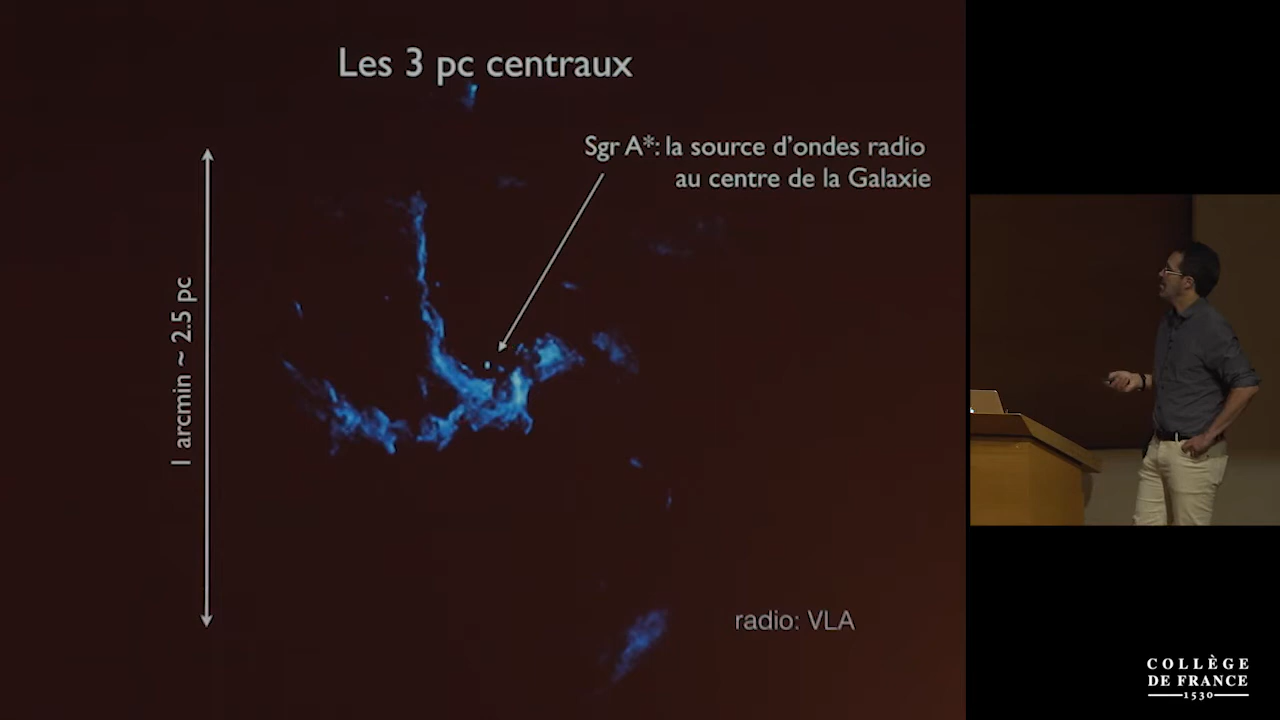 Les 3 pc centraux
Sgr A*: la source d'ondes radio
au centre de la Galaxie
1 arcmin ~ 2.5 pc
radio: VLA
COLLÈGE
DE FRANCE
1530